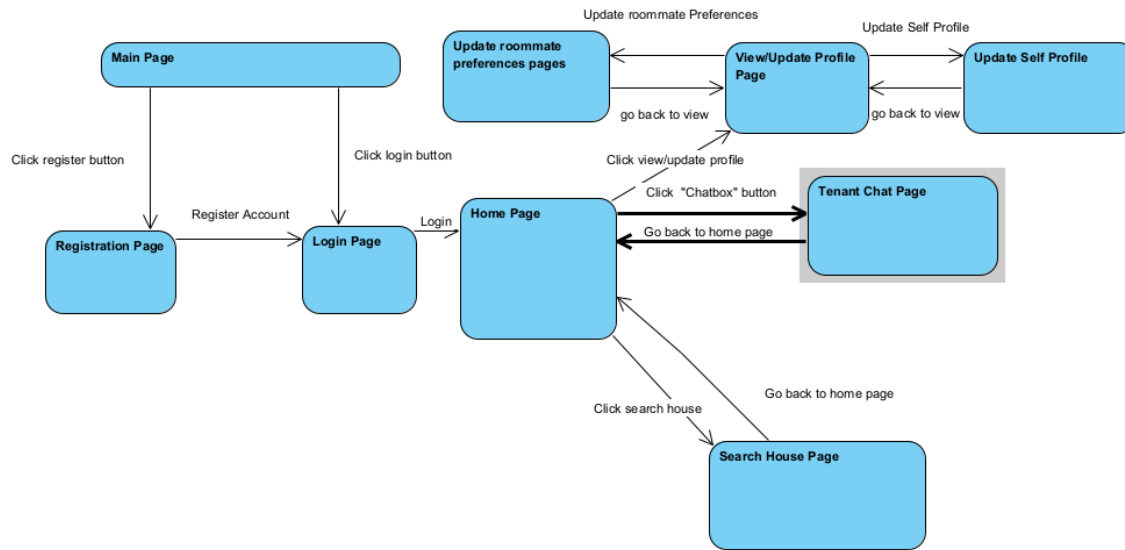 Update roommate Preferences
Update Self Profile
Main Page
Update roommate
preferences pages
View/Update Profile
Page
Update Self Profile
go back to view
go back to view
Click register button
Click login button
Click view/update profile
Click "Chatbox" button
Tenant Chat Page
Register Account
Login
Home Page
Go back to home page
Registration Page
Login Page
Go back to home page
Click search house
Search House Page